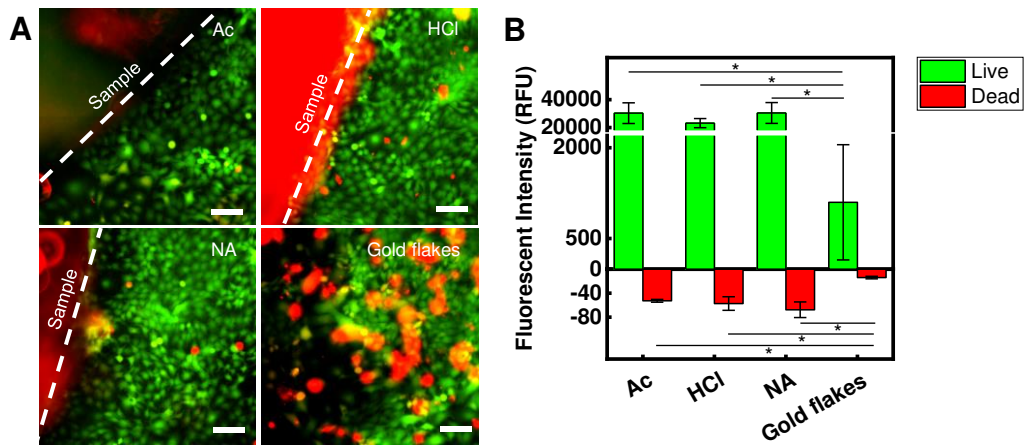 A
Ac
Sample
HCl
Sample
NA
Sample
Gold flakes
B
Fluorescent Intensity (RFU)
40000
20000
2000
500
0
-40
-80
*
*
*
*
*
*
Ac
HCl
NA
Gold flakes
Live
Dead